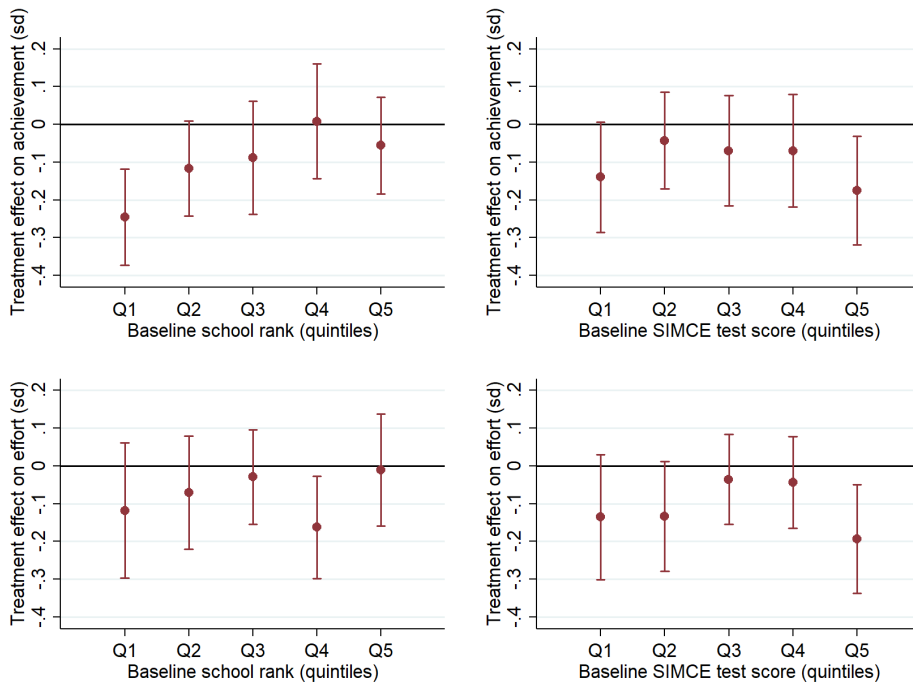 Treatment effect on achievement (sd)
.2
.1
0
-.1
-.2
-.3
-.4
Q1 Q2 Q3 Q4 Q5
Baseline school rank (quintiles)
Treatment effect on achievement (sd)
.2
.1
0
-.1
-.2
-.3
-.4
Q1 Q2 Q3 Q4 Q5
Baseline SIMCE test score (quintiles)
Treatment effect on effort (sd)
.2
.1
0
-.1
-.2
-.3
-.4
Q1 Q2 Q3 Q4 Q5
Baseline school rank (quintiles)
Treatment effect on effort (sd)
.2
.1
0
-.1
-.2
-.3
-.4
Q1 Q2 Q3 Q4 Q5
Baseline SIMCE test score (quintiles)